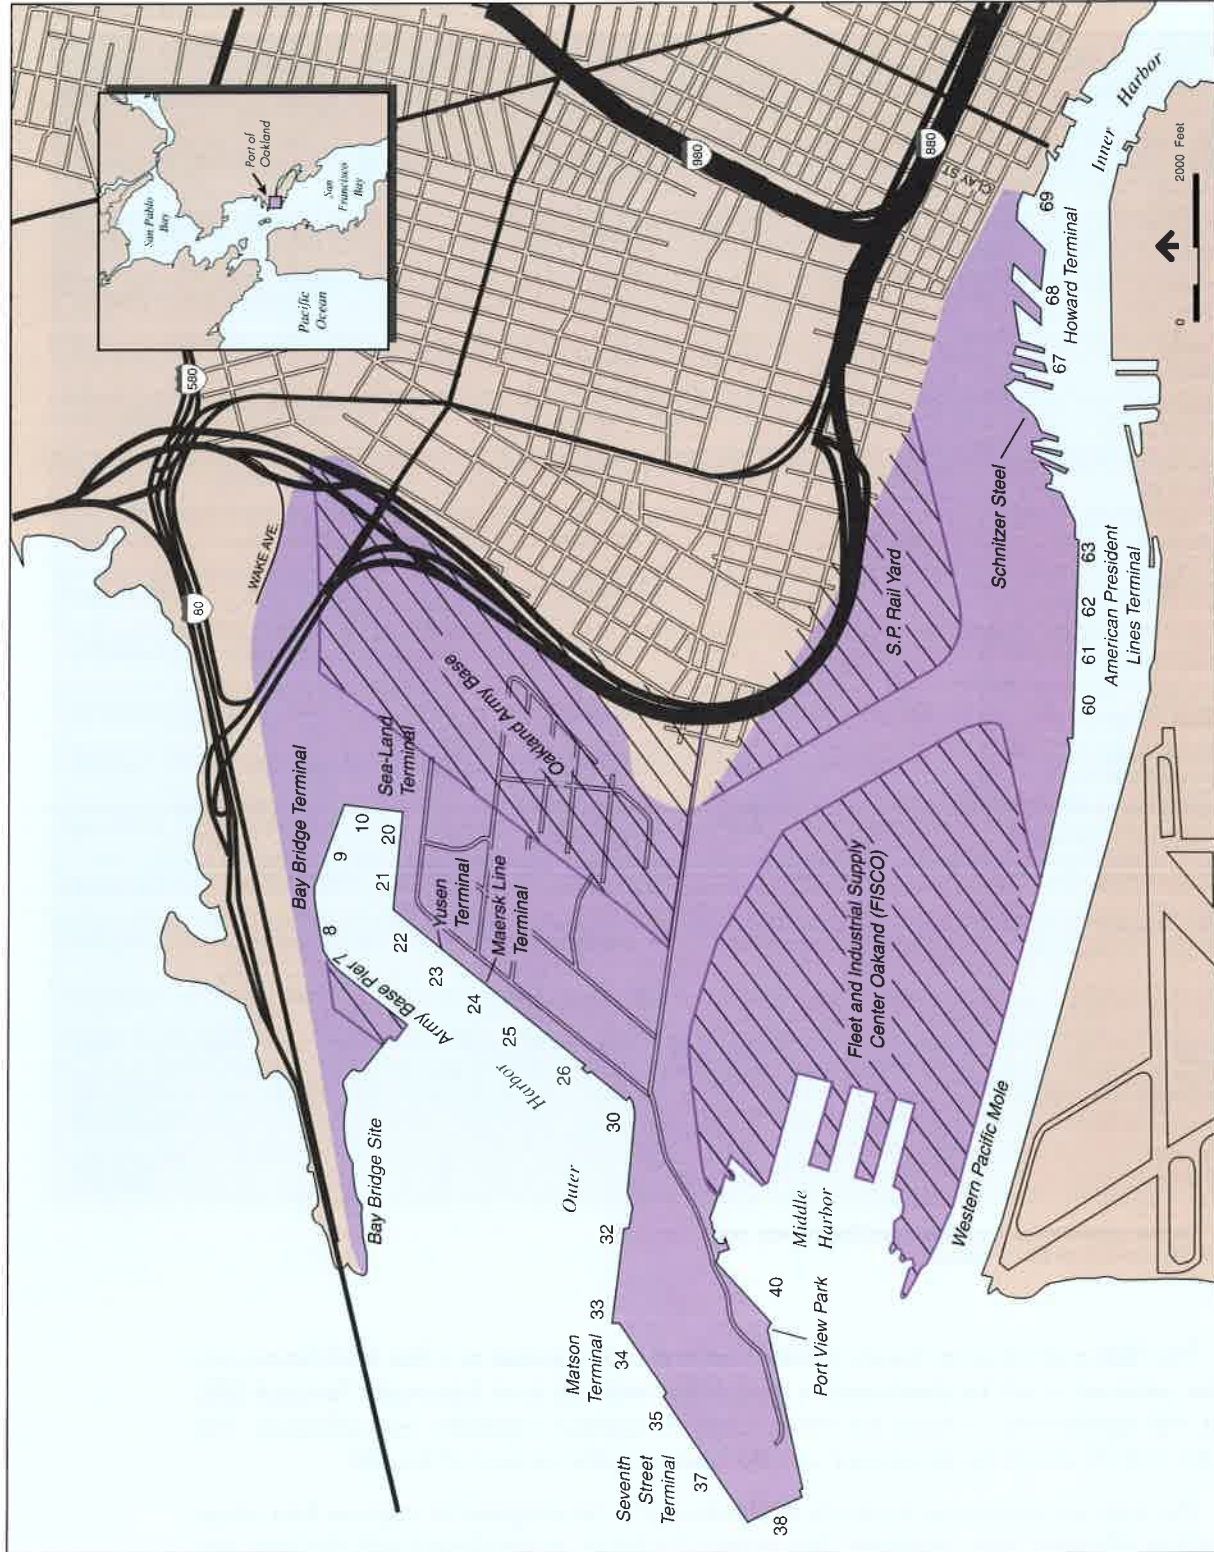 Pacific
Ocean
San Pablo
Bay
Port of
Oakland
San
Francisco
Bay
580
80
980
880
CLAY ST
WAKE AVE.
Bay Bridge Site
Bay Bridge Terminal
Army Base Pier 7
8
9
10
20
21
22
23
24
25
26
30
32
33
34
35
37
38
40
Sea-Land
Terminal
Yusen
Terminal
Maersk Line
Terminal
Oakland Army Base
Outer
Harbor
Matson
Terminal
Seventh
Street
Terminal
Port View Park
Middle
Harbor
Fleet and Industrial Supply
Center Oakand (FISCO)
Western Pacific Mole
S.P. Rail Yard
Schnitzer Steel
60
61
62
63
American President
Lines Terminal
67
68
69
Howard Terminal
Inner Harbor
0
2000 Feet